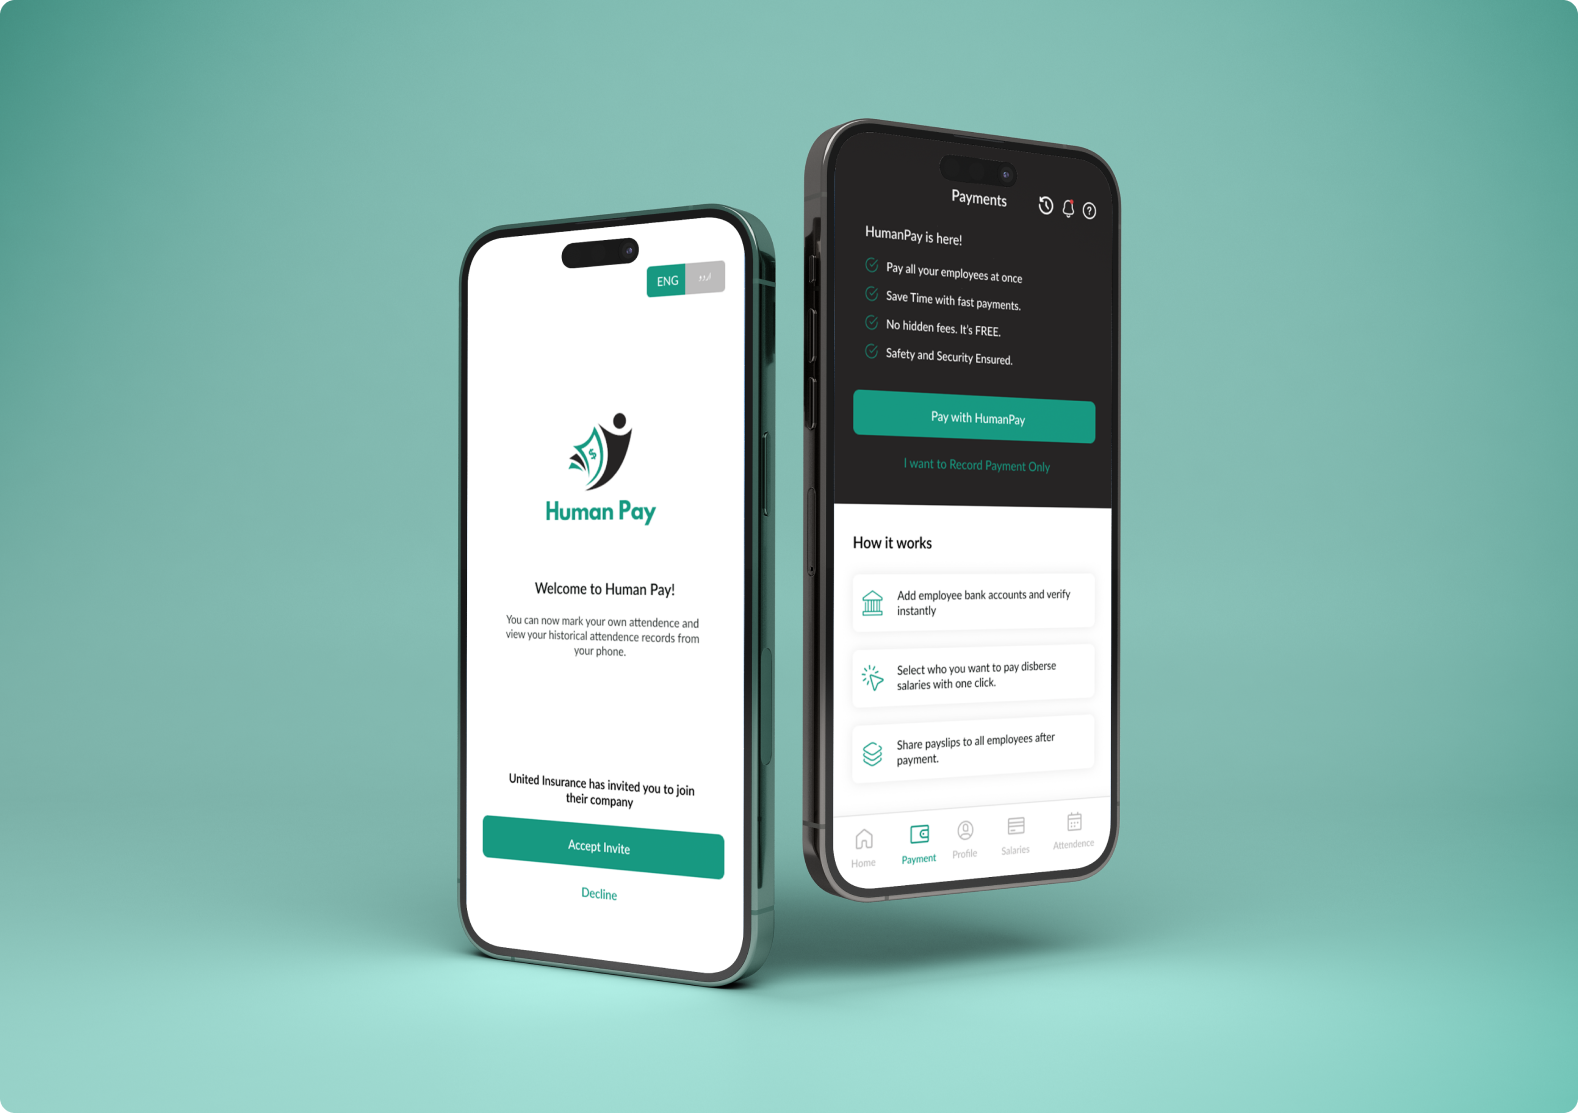 ENG
اردو
Human Pay
Welcome to Human Pay!
You can now mark your own attendence and
view your historical attendence records from
your phone.
United Insurance has invited you to join
their company
Accept Invite
Decline
Payments
HumanPay is here!
Pay all your employees at once
Save Time with fast payments.
No hidden fees. It's FREE.
Safety and Security Ensured.
Pay with HumanPay
I want to Record Payment Only
How it works
Add employee bank accounts and verify
instantly
Select who you want to pay disberse
salaries with one click.
Share payslips to all employees after
payment.
Home
Payment
Profile
Salaries
Attendence